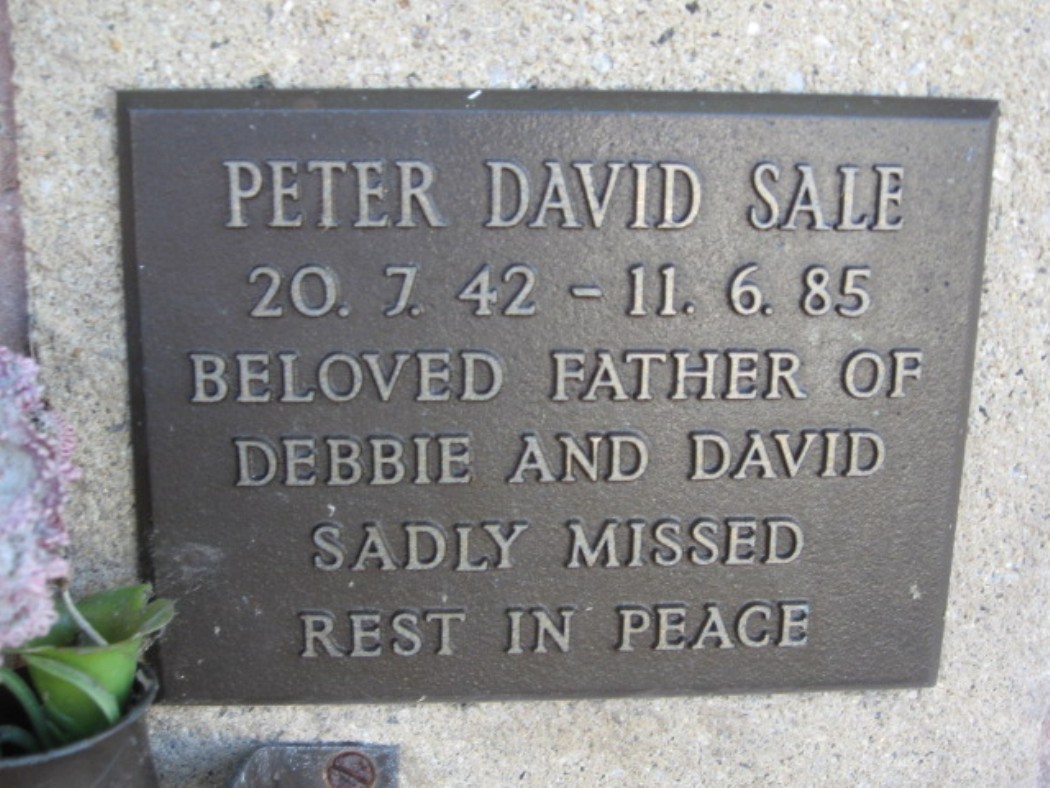 PETER DAVID SALE
20. 7. 42 - 11. 6. 85
BELOVED FATHER OF
DEBBIE AND DAVID
SADLY MISSED
REST IN PEACE